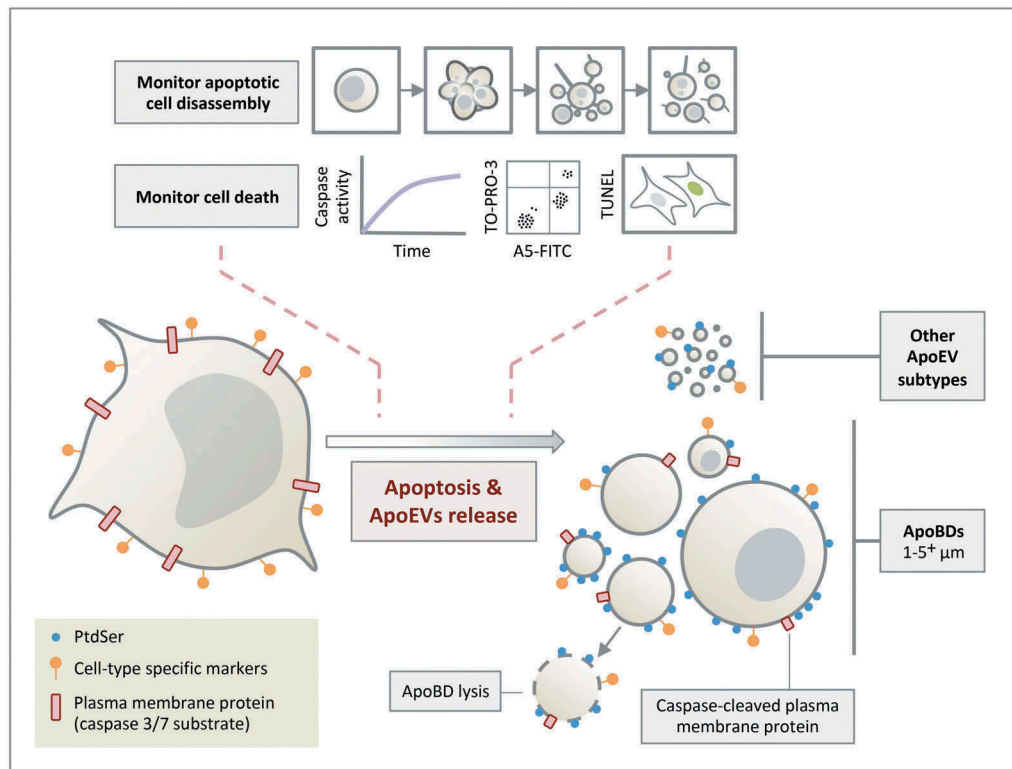 Monitor apoptotic
cell disassembly
Monitor cell death
Caspase
activity
Time
TO-PRO-3
A5-FITC
TUNEL
Other
ApoEV
subtypes
Apoptosis &
ApoEVs release
ApoBDs
1-5⁺ μm
PtdSer
Cell-type specific markers
Plasma membrane protein
(caspase 3/7 substrate)
ApoBD lysis
Caspase-cleaved plasma
membrane protein